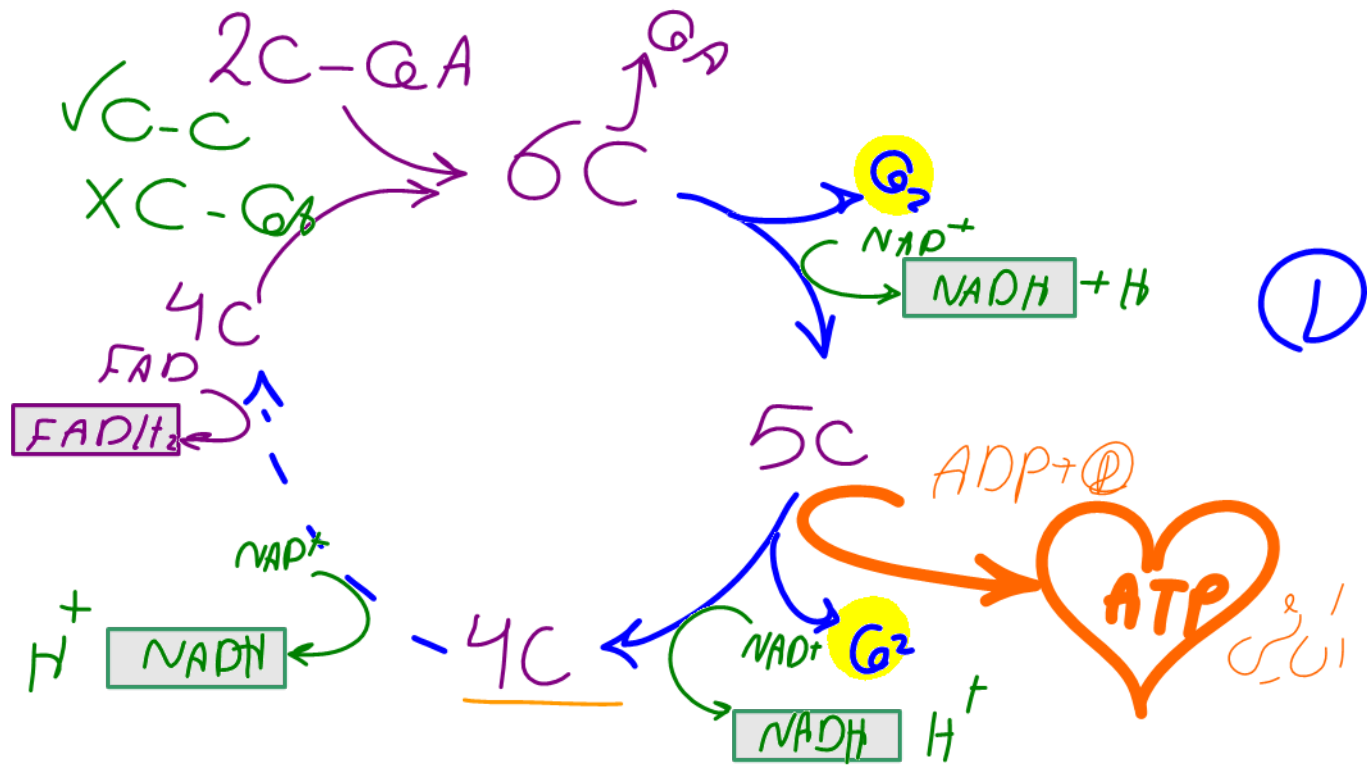 2C-CoA
CoA
✓C-C
6C
XC-CoA
CO2
NAD+
NADH + H
1
4C
FAD
FADH2
5C
ADP+P
ATP
NAD+
H+
NADH
4C
NAD+
CO2
NADH H+